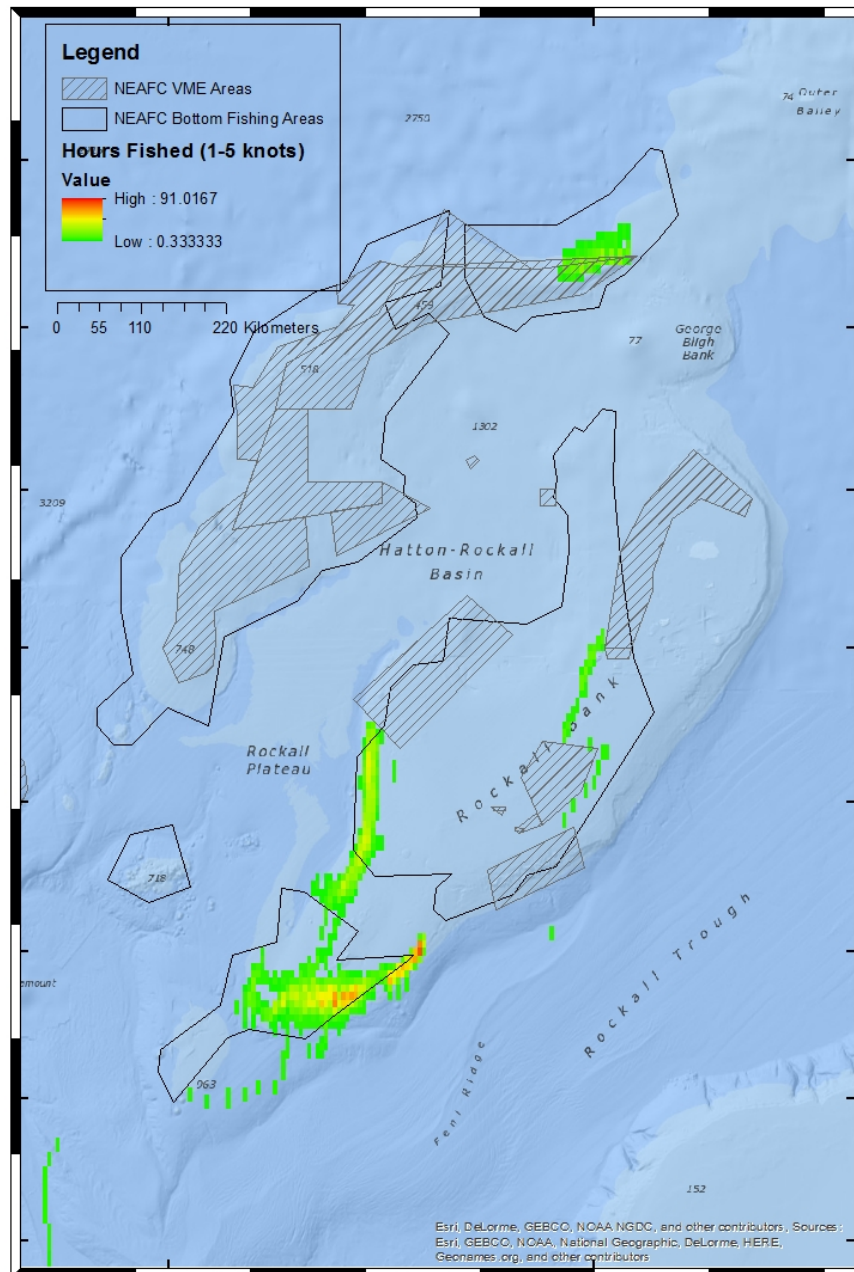 Legend
NEAFC VME Areas
NEAFC Bottom Fishing Areas
Hours Fished (1-5 knots)
Value
High : 91.0167
Low : 0.333333
0 55 110 220 Kilometers
74 Outer
Bailey
2750
459
518
77
George
Bligh
Bank
1302
3209
Hatton-Rockall
Basin
748
Rockall Bank
Rockall
Plateau
718
Rockall Trough
emount
963
Feni Ridge
152
Esri, DeLorme, GEBCO, NOAA NGDC, and other contributors, Sources:
Esri, GEBCO, NOAA, National Geographic, DeLorme, HERE,
Geonames.org, and other contributors